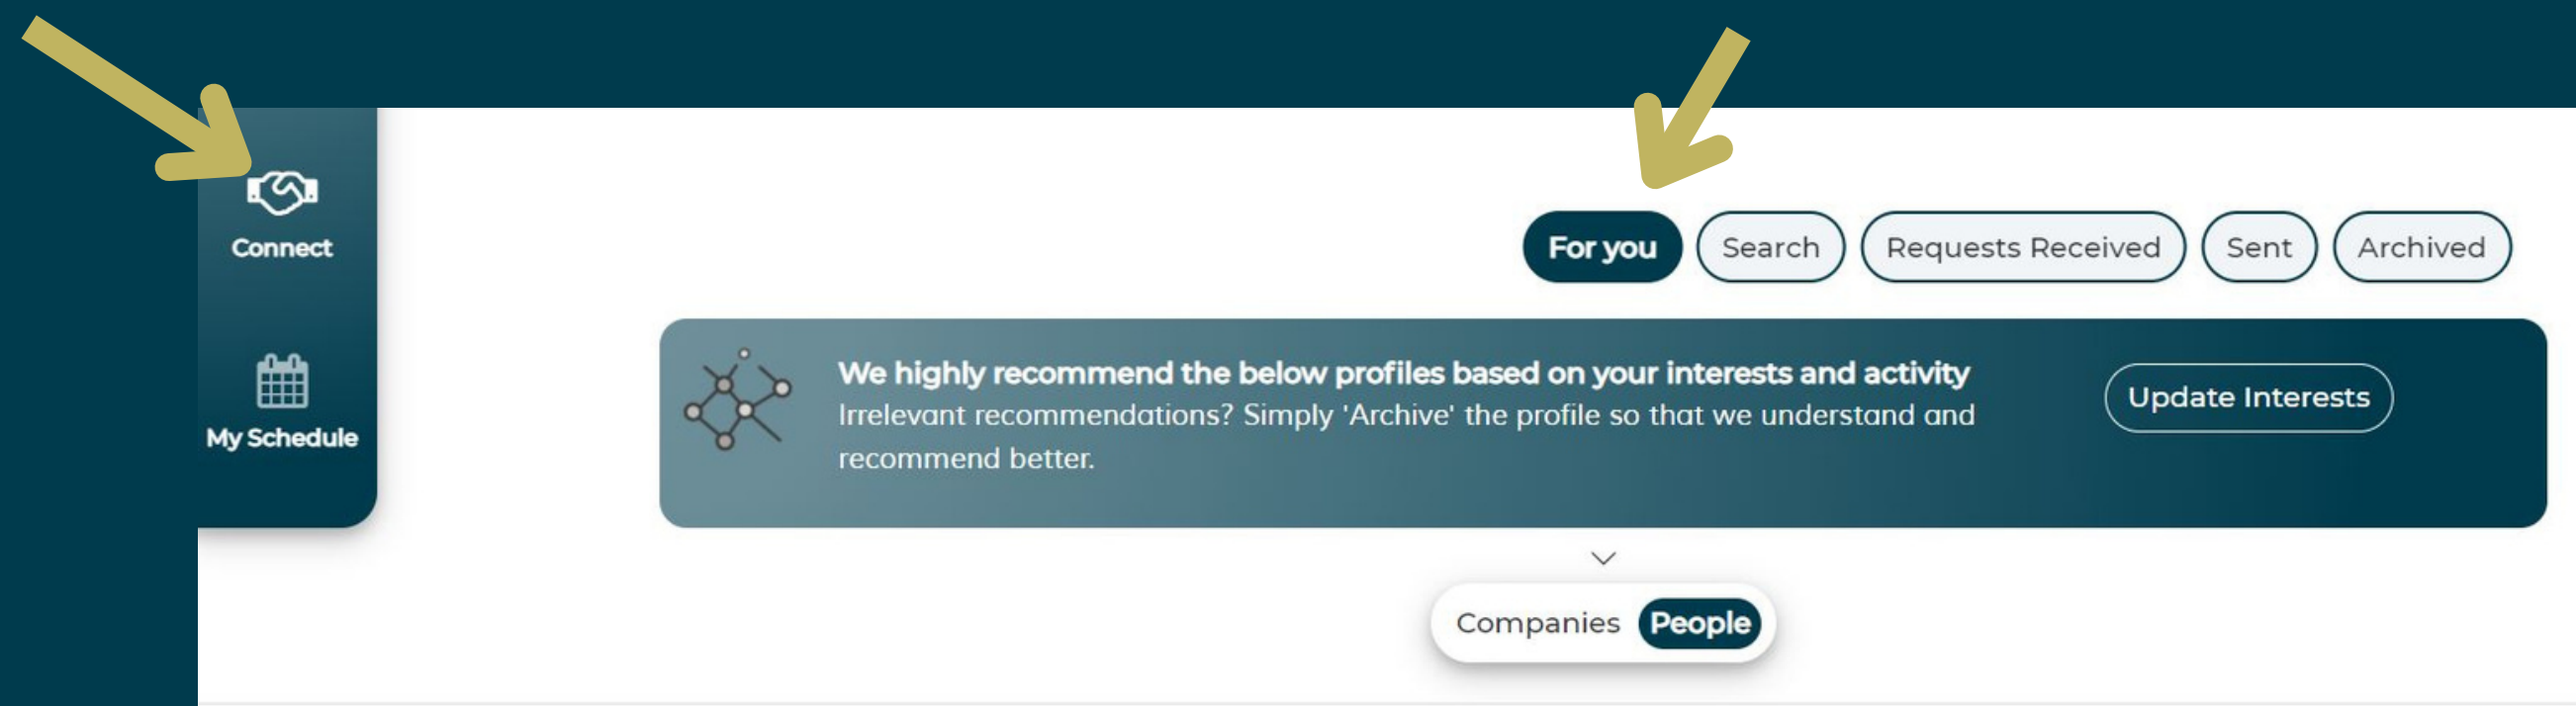 Connect
My Schedule
For you
Search
Requests Received
Sent
Archived
We highly recommend the below profiles based on your interests and activity
Irrelevant recommendations? Simply 'Archive' the profile so that we understand and
recommend better.
Update Interests
Companies
People